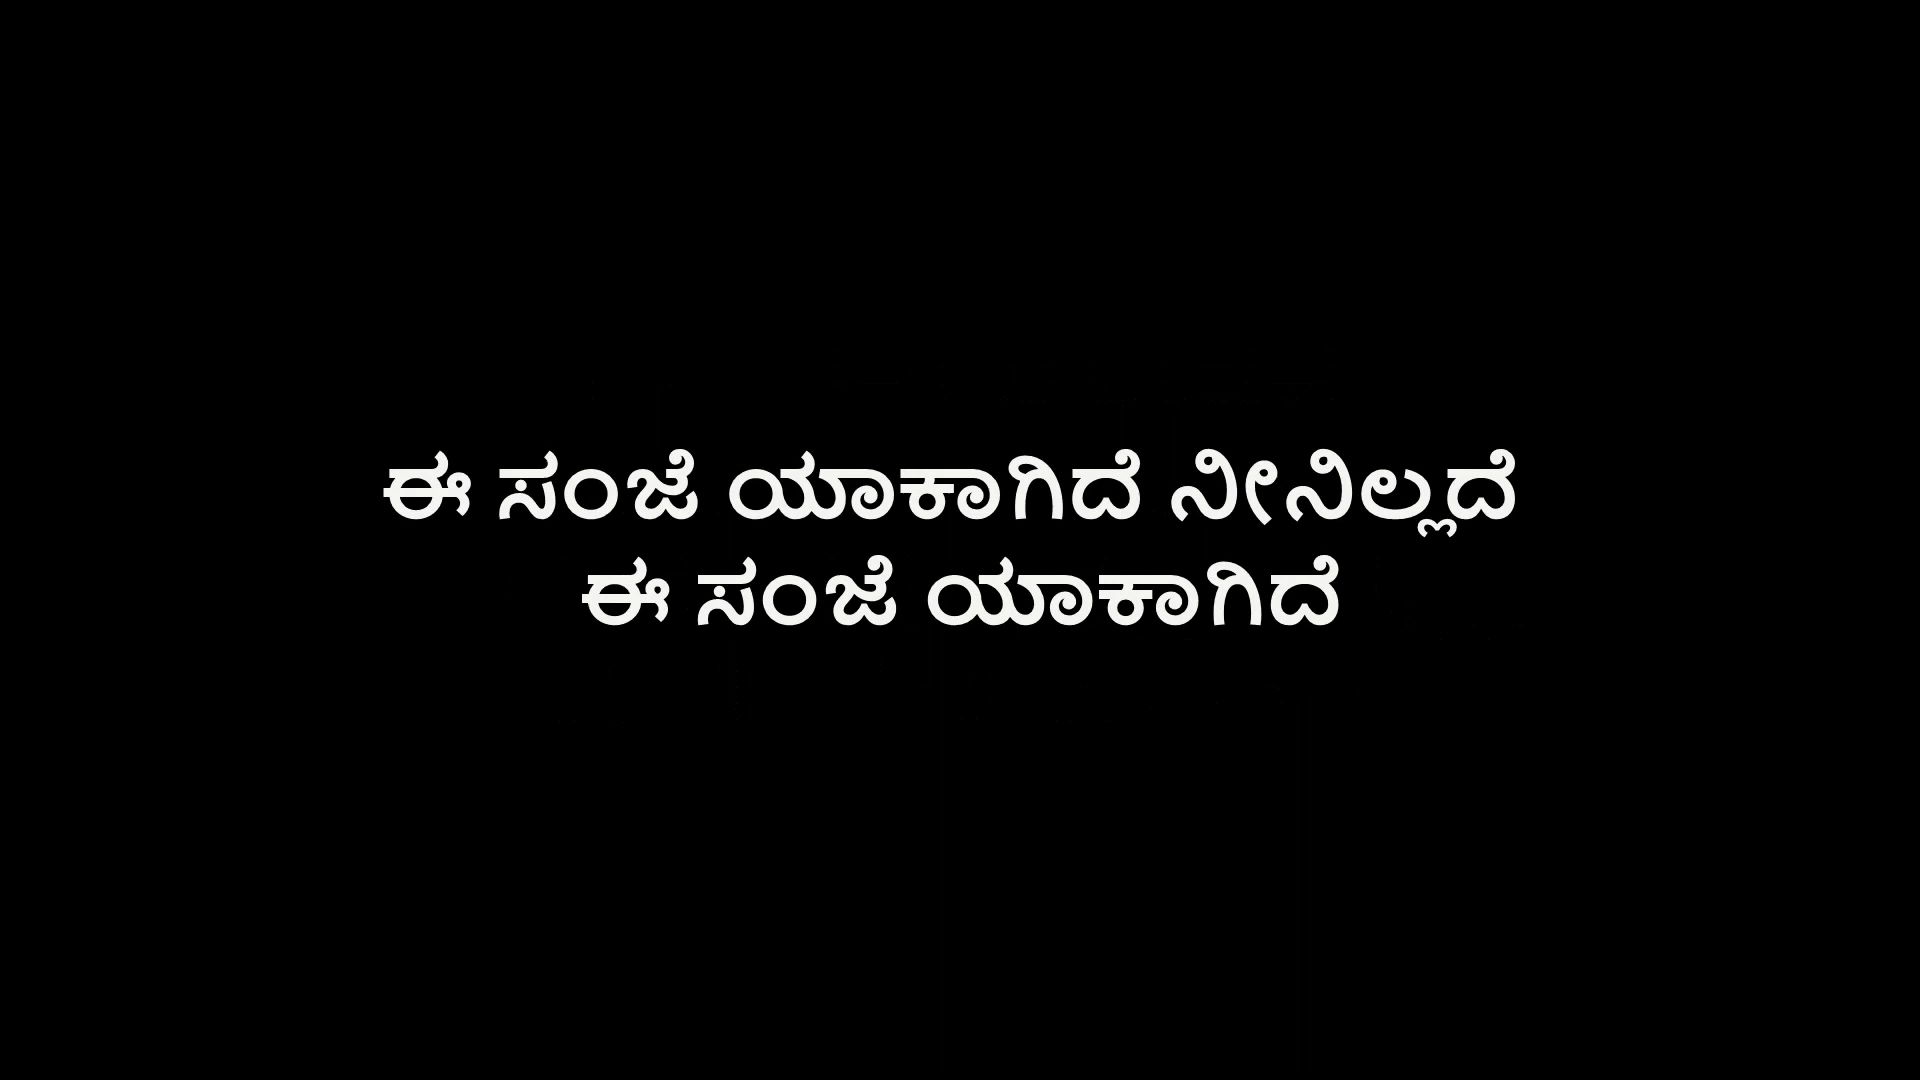 ಈ ಸಂಜೆ ಯಾಕಾಗಿದೆ ನೀನಿಲ್ಲದೆ
ಈ ಸಂಜೆ ಯಾಕಾಗಿದೆ